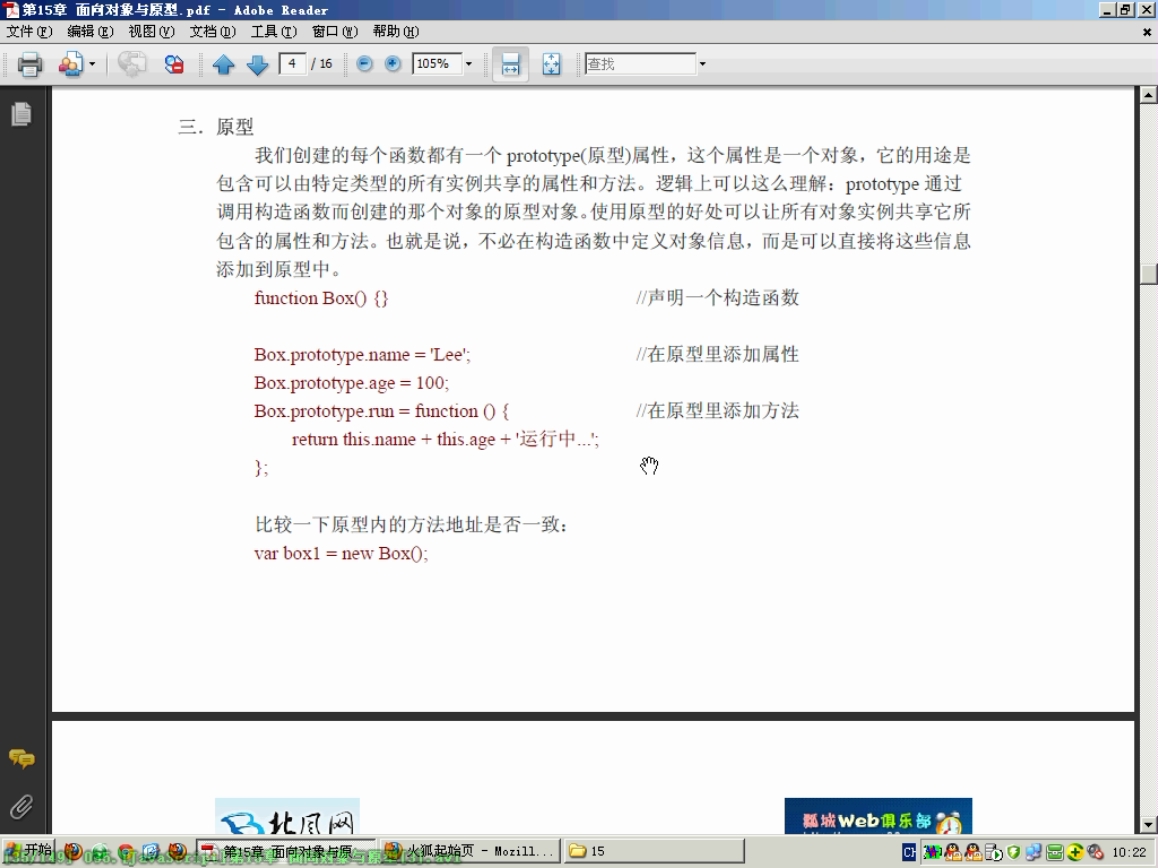 第15章 面向对象与原型.pdf - Adobe Reader
文件(F) 编辑(E) 视图(V) 文档(D) 工具(T) 窗口(W) 帮助(H)
4 / 16 105% 查找
三．原型
我们创建的每个函数都有一个 prototype(原型)属性，这个属性是一个对象，它的用途是
包含可以由特定类型的所有实例共享的属性和方法。逻辑上可以这么理解：prototype 通过
调用构造函数而创建的那个对象的原型对象。使用原型的好处可以让所有对象实例共享它所
包含的属性和方法。也就是说，不必在构造函数中定义对象信息，而是可以直接将这些信息
添加到原型中。
function Box() {} //声明一个构造函数
Box.prototype.name = 'Lee'; //在原型里添加属性
Box.prototype.age = 100;
Box.prototype.run = function () { //在原型里添加方法
return this.name + this.age + '运行中...';
};
比较一下原型内的方法地址是否一致：
var box1 = new Box();
北风网
瓢城Web俱乐部
开始 第15章 面向对象与原... 火狐起始页 - Mozill... 15 CH 10:22